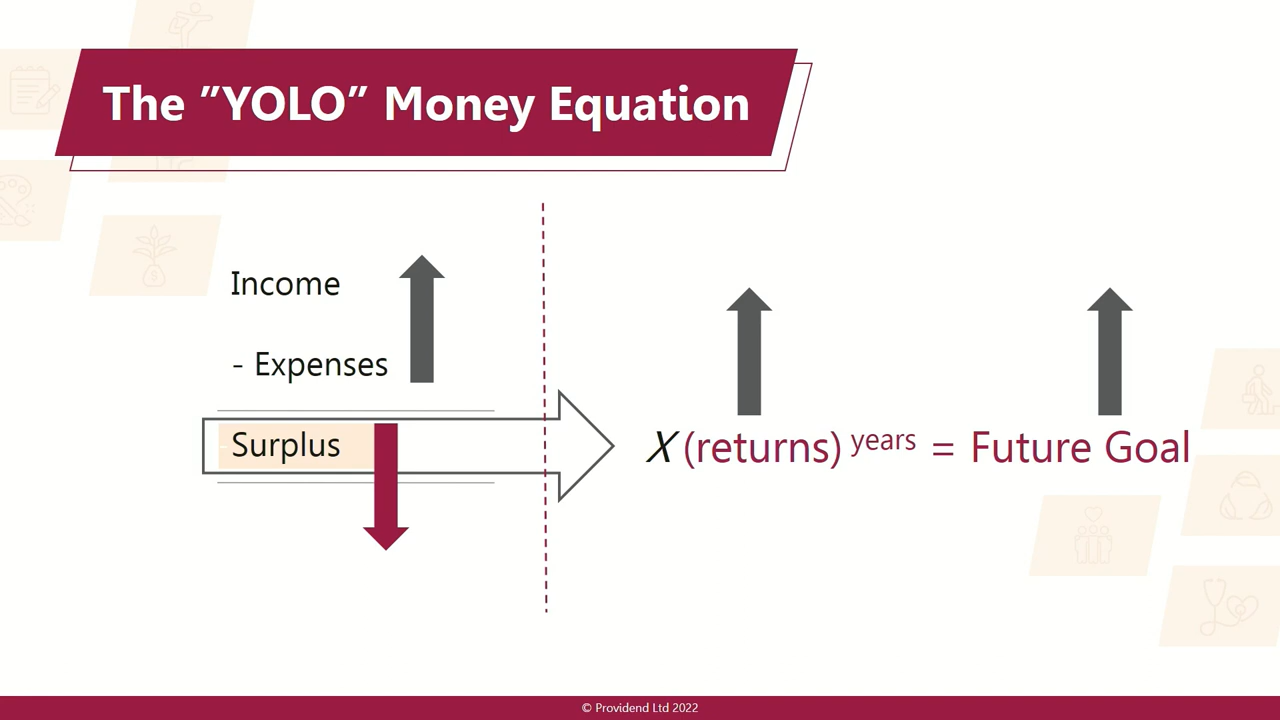 The ”YOLO” Money Equation
Income
- Expenses
Surplus
X (returns) years = Future Goal
© Providend Ltd 2022